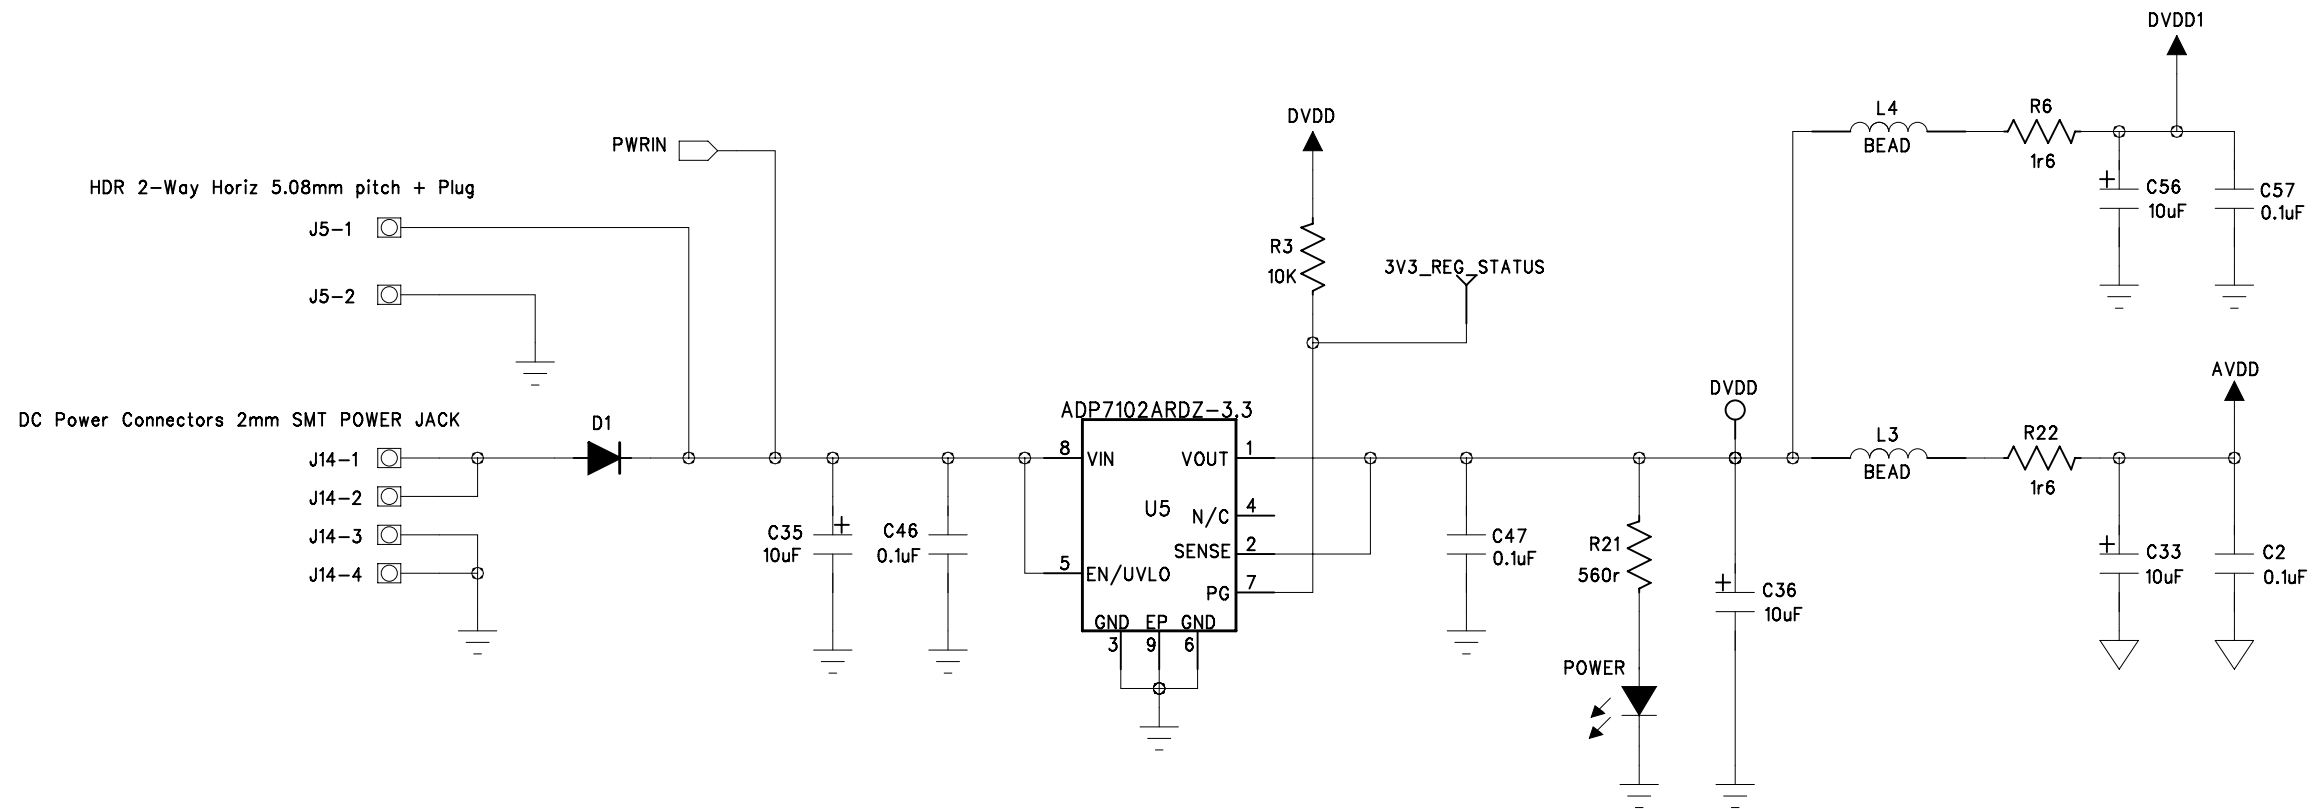 DVDD1
L4
BEAD
R6
1r6
C56
10uF
C57
0.1uF
DVDD
PWRIN
HDR 2-Way Horiz 5.08mm pitch + Plug
J5-1
J5-2
R3
10K
3V3_REG_STATUS
DC Power Connectors 2mm SMT POWER JACK
J14-1
J14-2
J14-3
J14-4
D1
C35
10uF
C46
0.1uF
ADP7102ARDZ-3.3
8
VIN
VOUT
1
U5
N/C
4
SENSE
2
5
EN/UVLO
PG
7
GND
EP
GND
3
9
6
C47
0.1uF
R21
560r
POWER
DVDD
C36
10uF
L3
BEAD
R22
1r6
AVDD
C33
10uF
C2
0.1uF